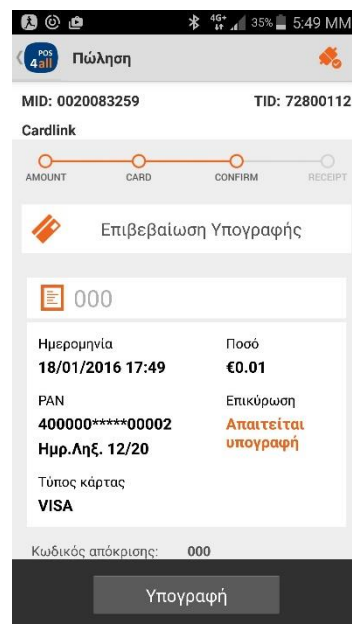 4G+ 35% 5:49 MM
POS 4all Πώληση
MID: 0020083259 TID: 72800112
Cardlink
AMOUNT CARD CONFIRM RECEIPT
Επιβεβαίωση Υπογραφής
000
Ημερομηνία Ποσό
18/01/2016 17:49 €0.01
PAN Επικύρωση
400000*****00002 Απαιτείται
Ημρ.Ληξ. 12/20 υπογραφή
Τύπος κάρτας
VISA
Κωδικός απόκρισης: 000
Υπογραφή